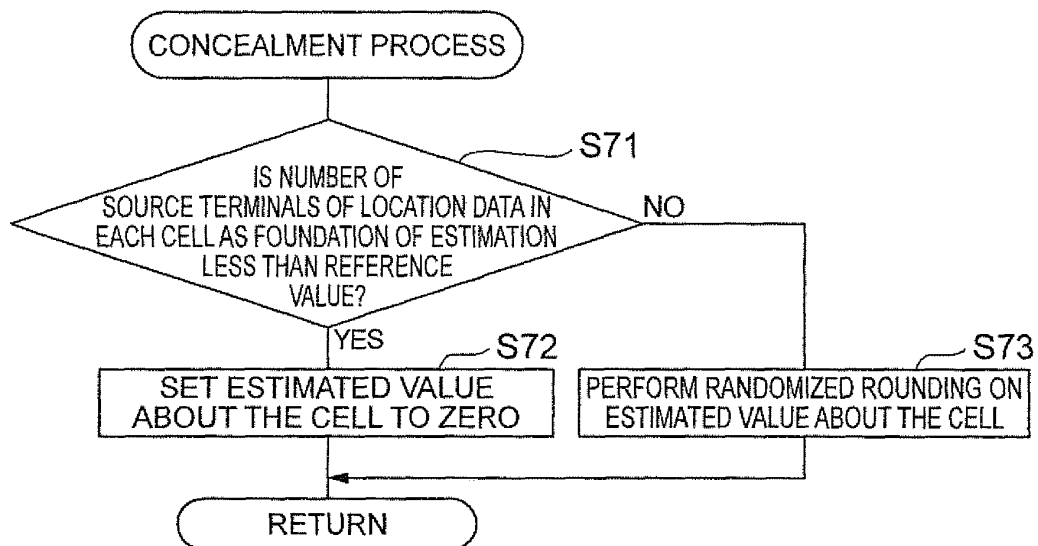 CONCEALMENT PROCESS
S71
IS NUMBER OF
SOURCE TERMINALS OF LOCATION DATA IN
EACH CELL AS FOUNDATION OF ESTIMATION
LESS THAN REFERENCE
VALUE?
NO
YES
S72
SET ESTIMATED VALUE
ABOUT THE CELL TO ZERO
S73
PERFORM RANDOMIZED ROUNDING ON
ESTIMATED VALUE ABOUT THE CELL
RETURN